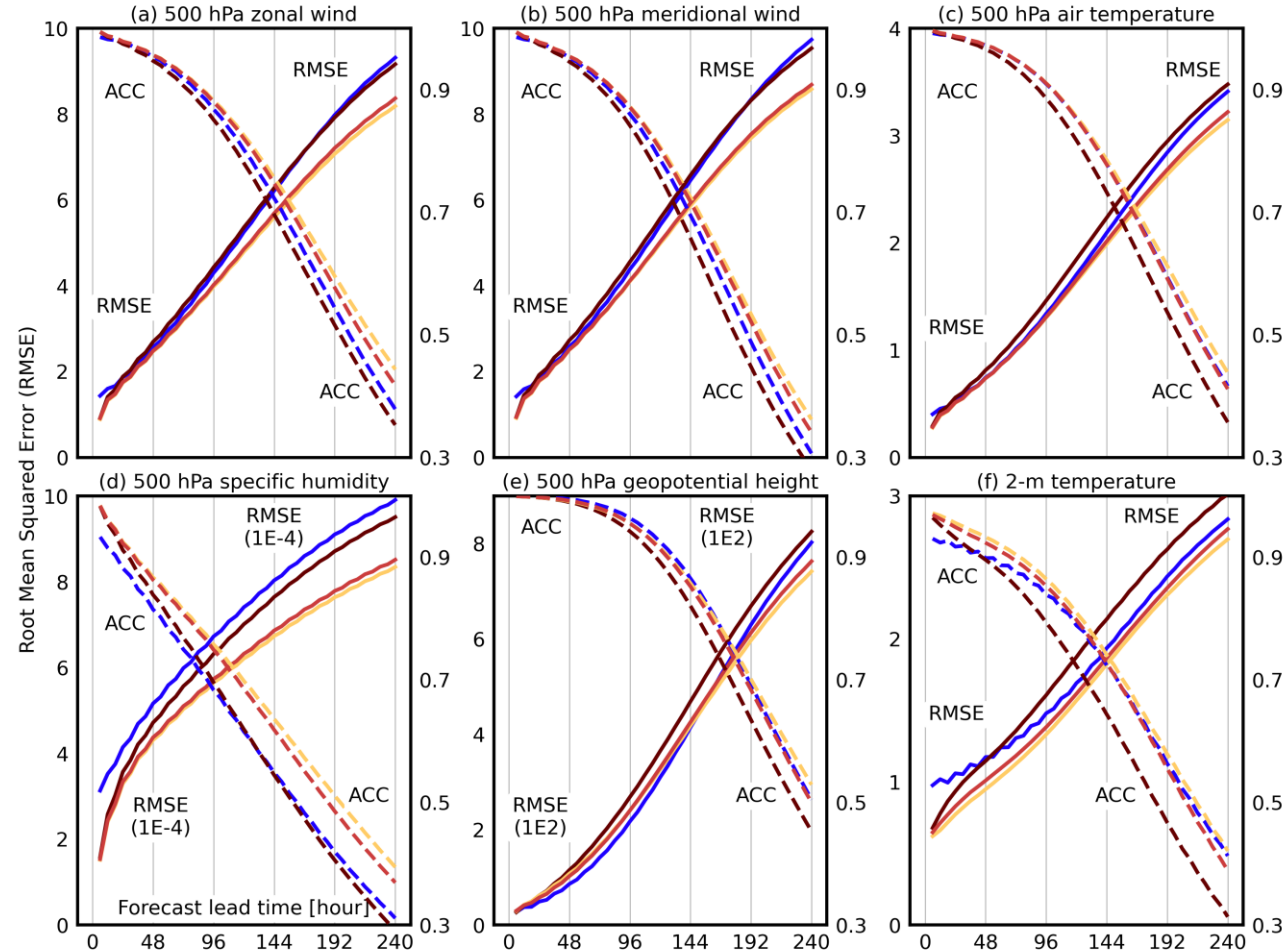 (a) 500 hPa zonal wind
(b) 500 hPa meridional wind
(c) 500 hPa air temperature
10
8
6
4
2
0
0.9
0.7
0.5
0.3
ACC
RMSE
RMSE
ACC
10
8
6
4
2
0
0.9
0.7
0.5
0.3
ACC
RMSE
RMSE
ACC
4
3
2
1
0
0.9
0.7
0.5
0.3
ACC
RMSE
RMSE
ACC
Root Mean Squared Error (RMSE)
(d) 500 hPa specific humidity
(e) 500 hPa geopotential height
(f) 2-m temperature
10
8
6
4
2
0
0.9
0.7
0.5
0.3
RMSE
(1E-4)
ACC
ACC
RMSE
(1E-4)
Forecast lead time [hour]
0 48 96 144 192 240
8
6
4
2
0
0.9
0.7
0.5
0.3
ACC
RMSE
(1E2)
RMSE
(1E2)
ACC
0 48 96 144 192 240
3
2
1
0
0.9
0.7
0.5
0.3
RMSE
ACC
RMSE
ACC
0 48 96 144 192 240